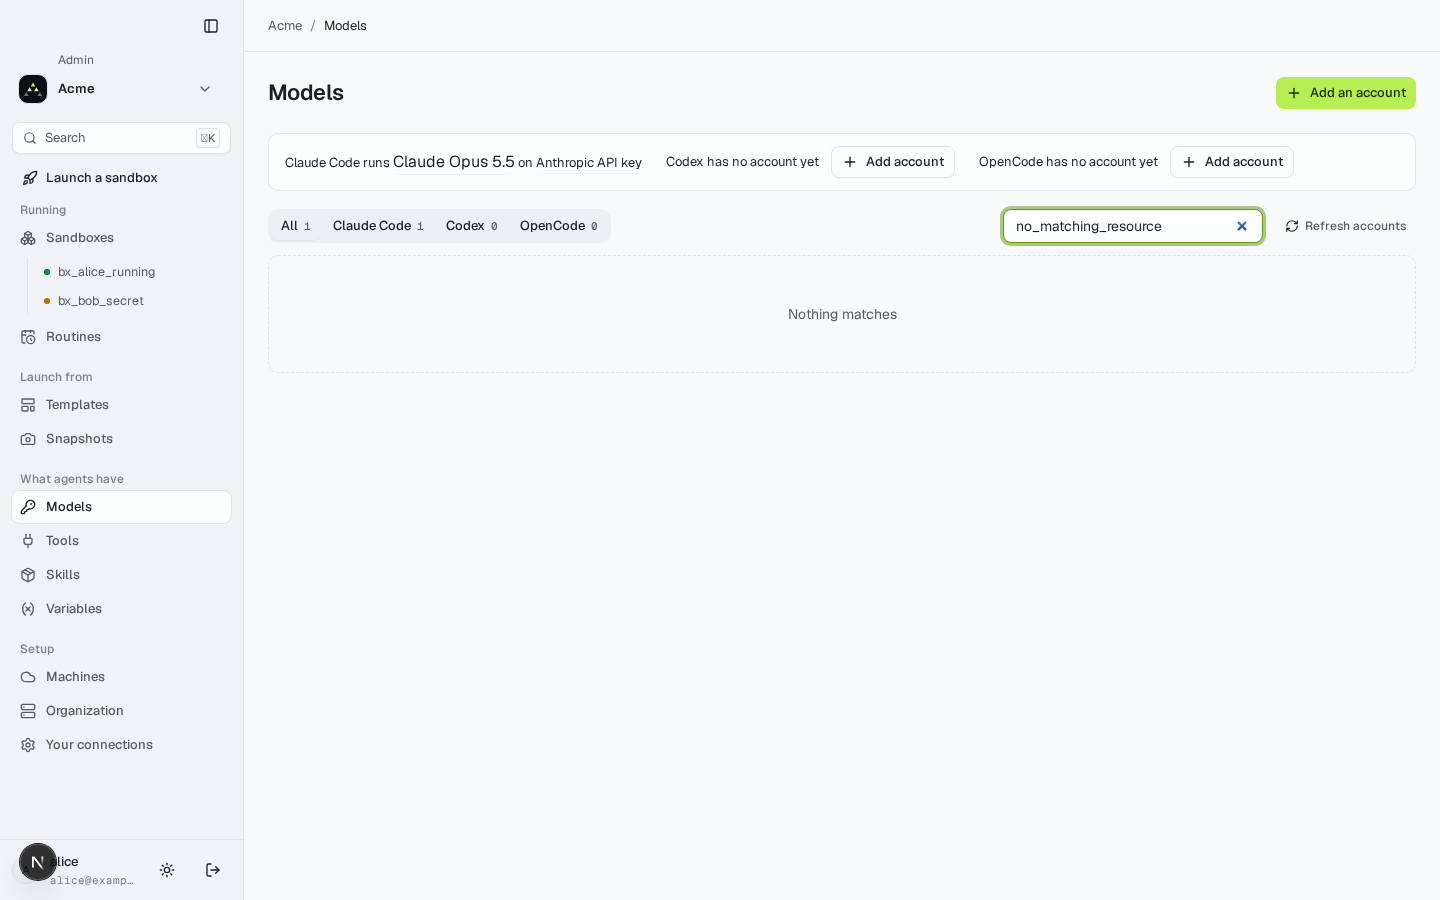 Acme / Models
Admin
Acme
Search K
Launch a sandbox
Running
Sandboxes
bx_alice_running
bx_bob_secret
Routines
Launch from
Templates
Snapshots
What agents have
Models
Tools
Skills
Variables
Setup
Machines
Organization
Your connections
alice
alice@examp…
Models
Add an account
Claude Code runs Claude Opus 5.5 on Anthropic API key
Codex has no account yet
Add account
OpenCode has no account yet
Add account
All 1 Claude Code 1 Codex 0 OpenCode 0
no_matching_resource
Refresh accounts
Nothing matches